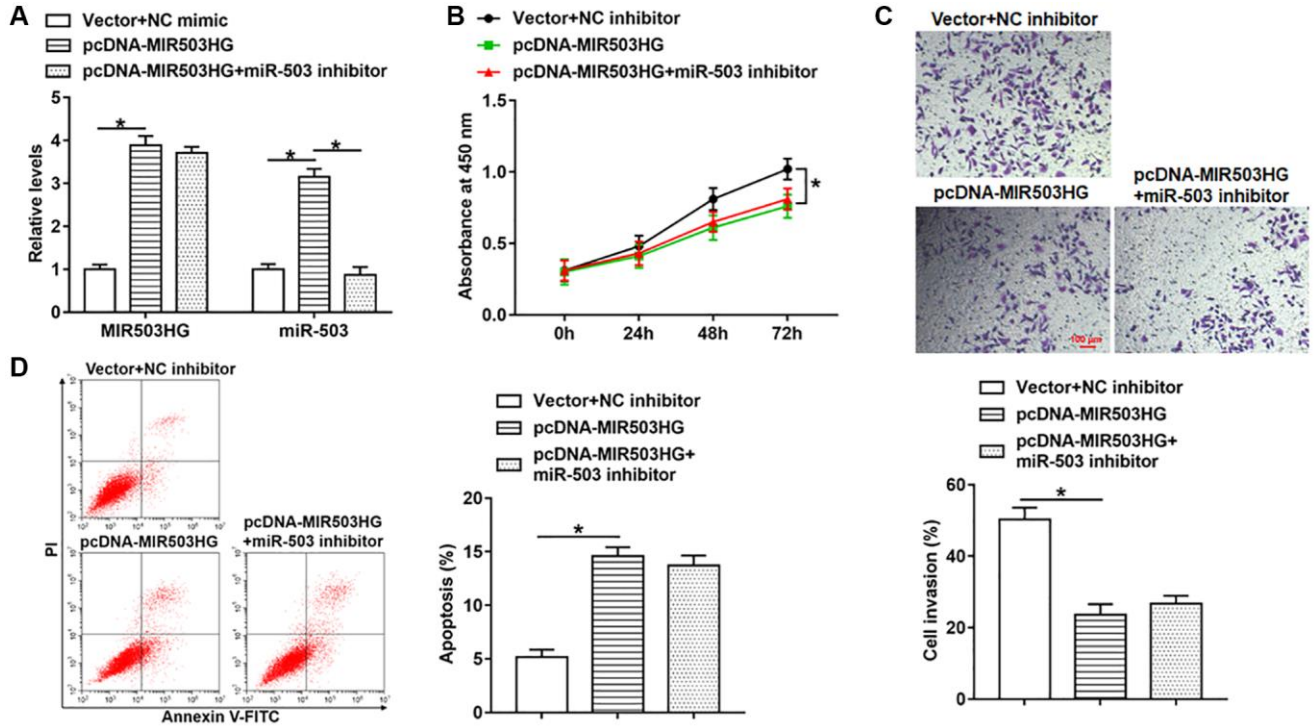 A
Vector+NC mimic
pcDNA-MIR503HG
pcDNA-MIR503HG+miR-503 inhibitor
Relative levels
5
4
3
2
1
0
*
*
*
MIR503HG
miR-503
B
Vector+NC inhibitor
pcDNA-MIR503HG
pcDNA-MIR503HG+miR-503 inhibitor
Absorbance at 450 nm
1.5
1.0
0.5
0.0
*
0h
24h
48h
72h
C
Vector+NC inhibitor
pcDNA-MIR503HG
pcDNA-MIR503HG
+miR-503 inhibitor
100 μm
Vector+NC inhibitor
pcDNA-MIR503HG
pcDNA-MIR503HG+
miR-503 inhibitor
Cell invasion (%)
60
40
20
0
*
D
Vector+NC inhibitor
pcDNA-MIR503HG
pcDNA-MIR503HG
+miR-503 inhibitor
PI
Annexin V-FITC
Vector+NC inhibitor
pcDNA-MIR503HG
pcDNA-MIR503HG+
miR-503 inhibitor
Apoptosis (%)
20
15
10
5
0
*